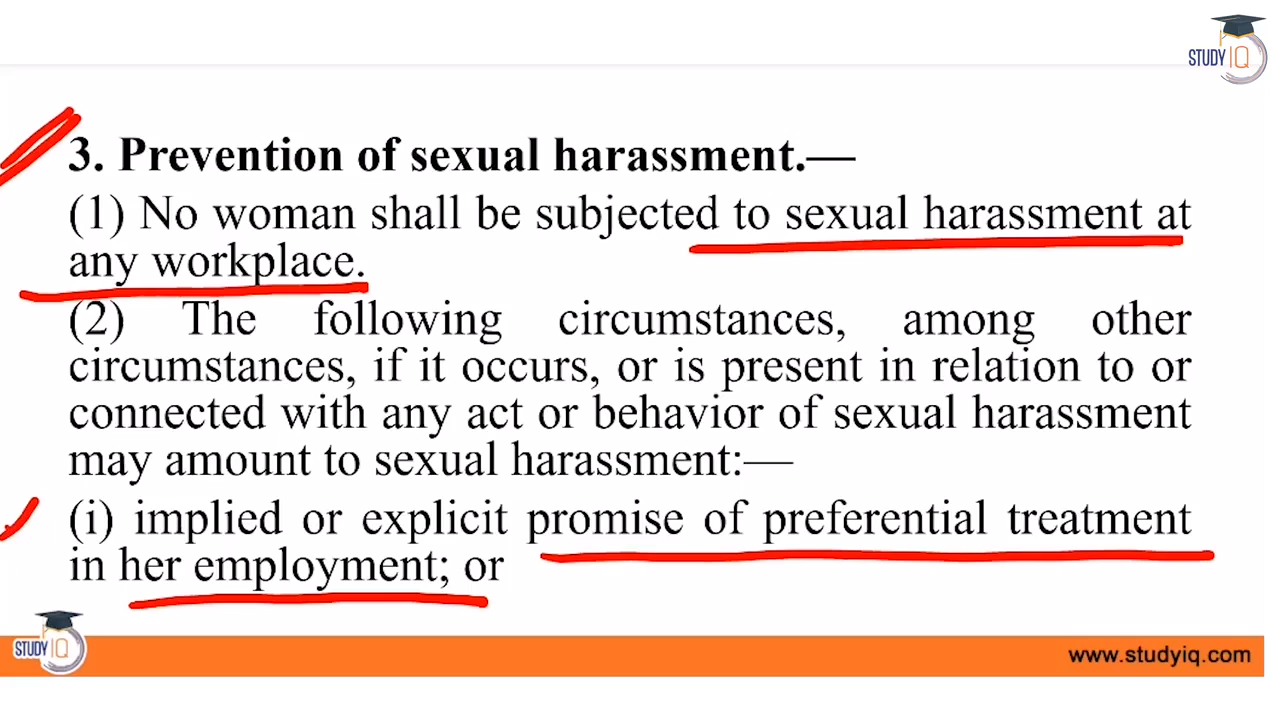 STUDY IQ
3. Prevention of sexual harassment.—
(1) No woman shall be subjected to sexual harassment at
any workplace.
(2) The following circumstances, among other
circumstances, if it occurs, or is present in relation to or
connected with any act or behavior of sexual harassment
may amount to sexual harassment:—
(i) implied or explicit promise of preferential treatment
in her employment; or
STUDY IQ
www.studyiq.com